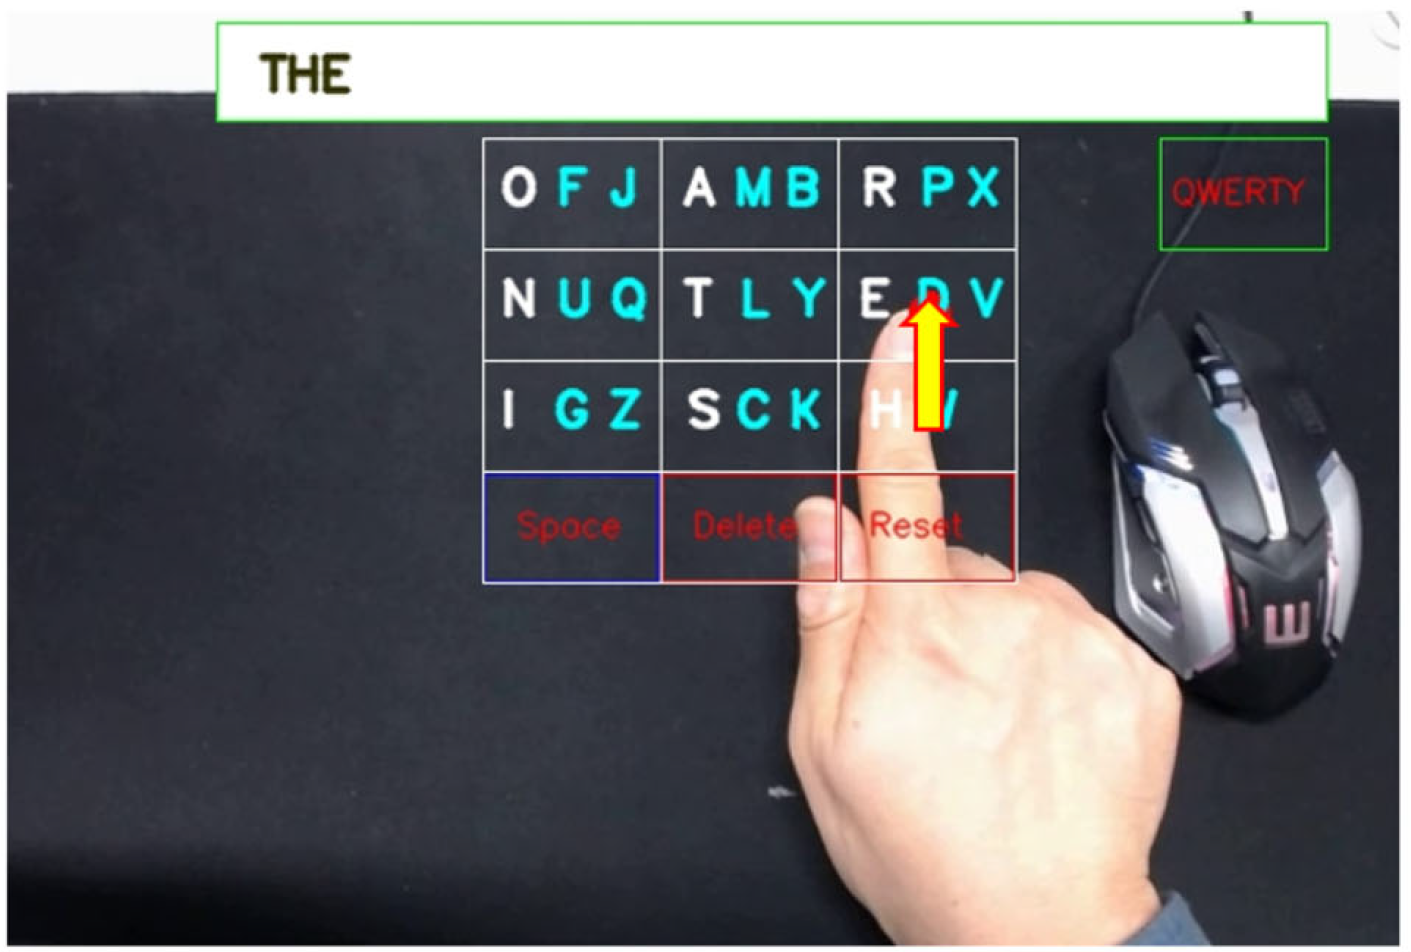 THE
O F J A M B R P X
QWERTY
N U Q T L Y E D V
I G Z S C K H W
Space Delete Reset